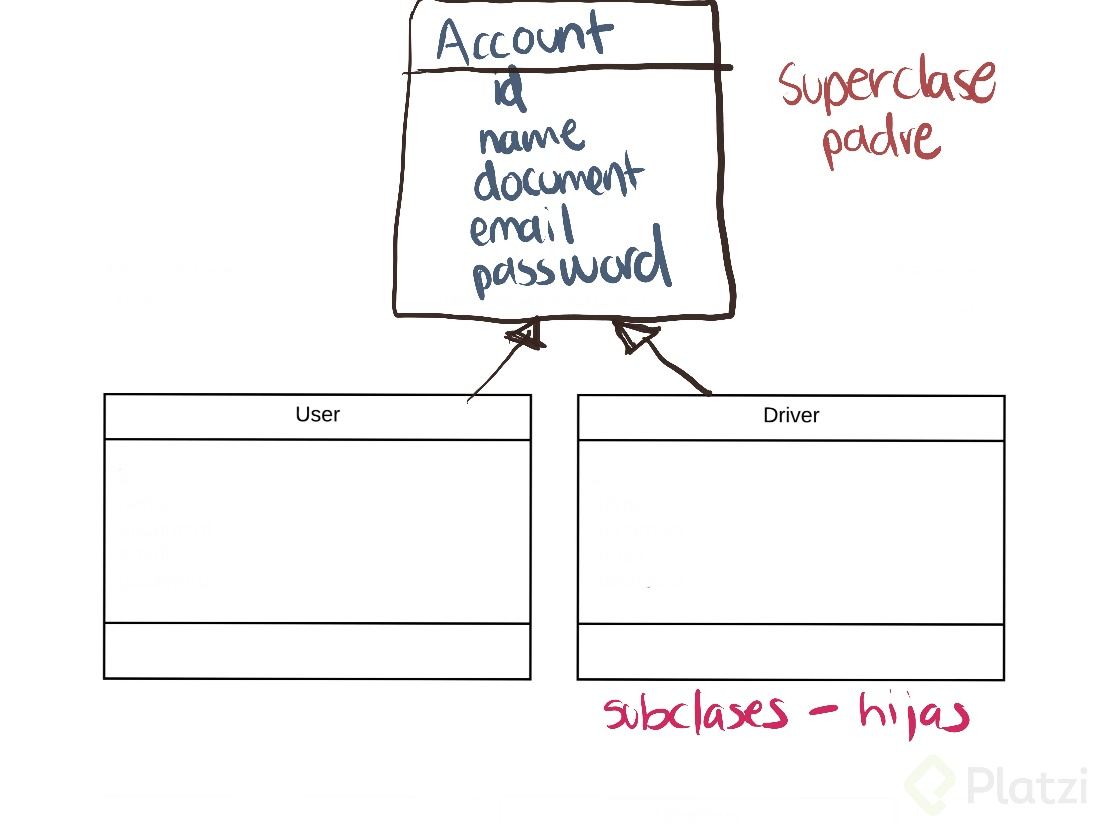 Account
id
name
document
email
password
Superclase
padre
User
Driver
subclases - hijas
Platzi